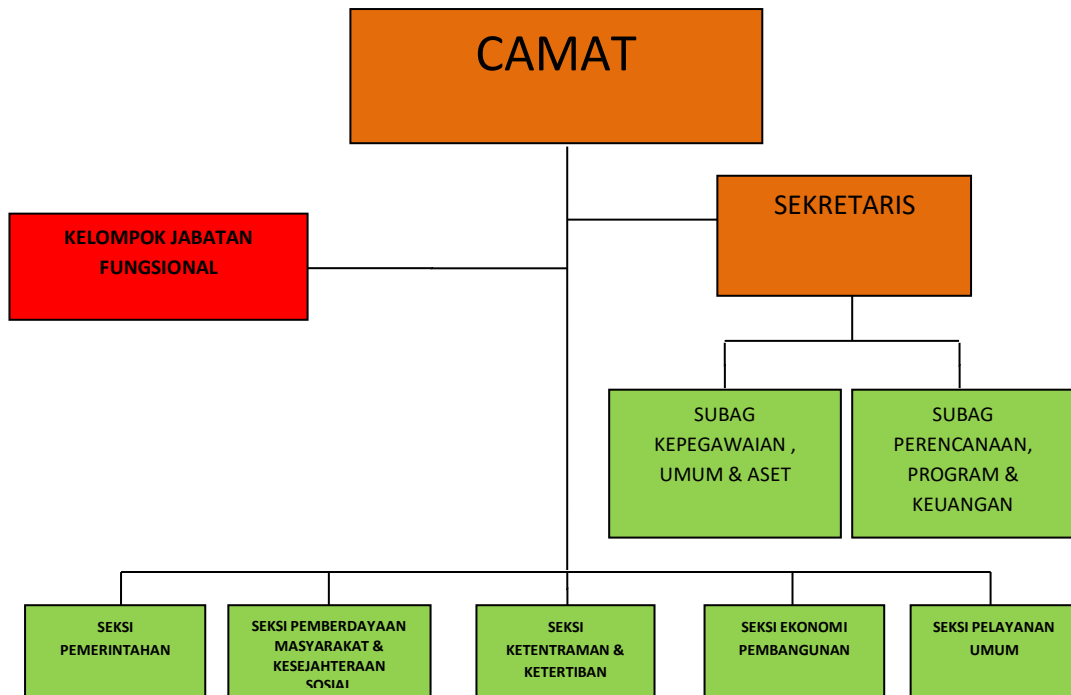 CAMAT
SEKRETARIS
KELOMPOK JABATAN
FUNGSIONAL
SUBAG
KEPEGAWAIAN ,
UMUM & ASET
SUBAG
PERENCANAAN,
PROGRAM &
KEUANGAN
SEKSI
PEMERINTAHAN
SEKSI PEMBERDAYAAN
MASYARAKAT &
KESEJAHTERAAN
SOSIAL
SEKSI
KETENTRAMAN &
KETERTIBAN
SEKSI EKONOMI
PEMBANGUNAN
SEKSI PELAYANAN
UMUM